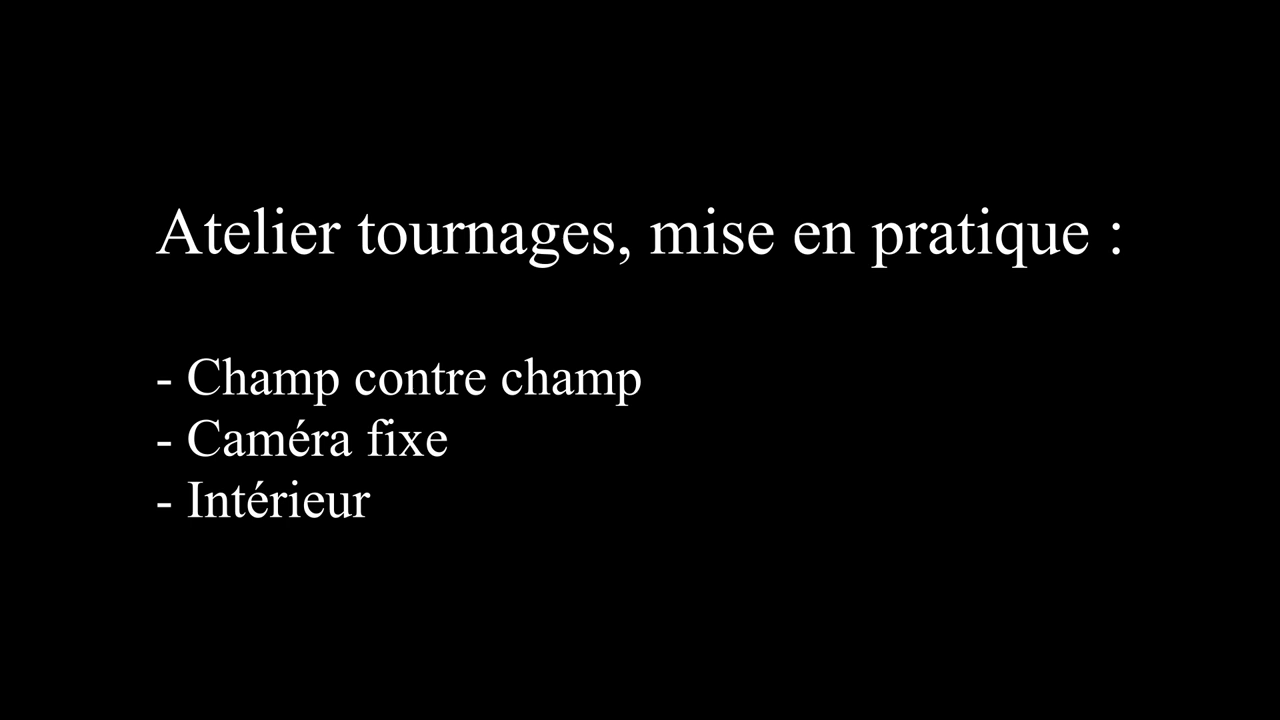 Atelier tournages, mise en pratique :
- Champ contre champ
- Caméra fixe
- Intérieur